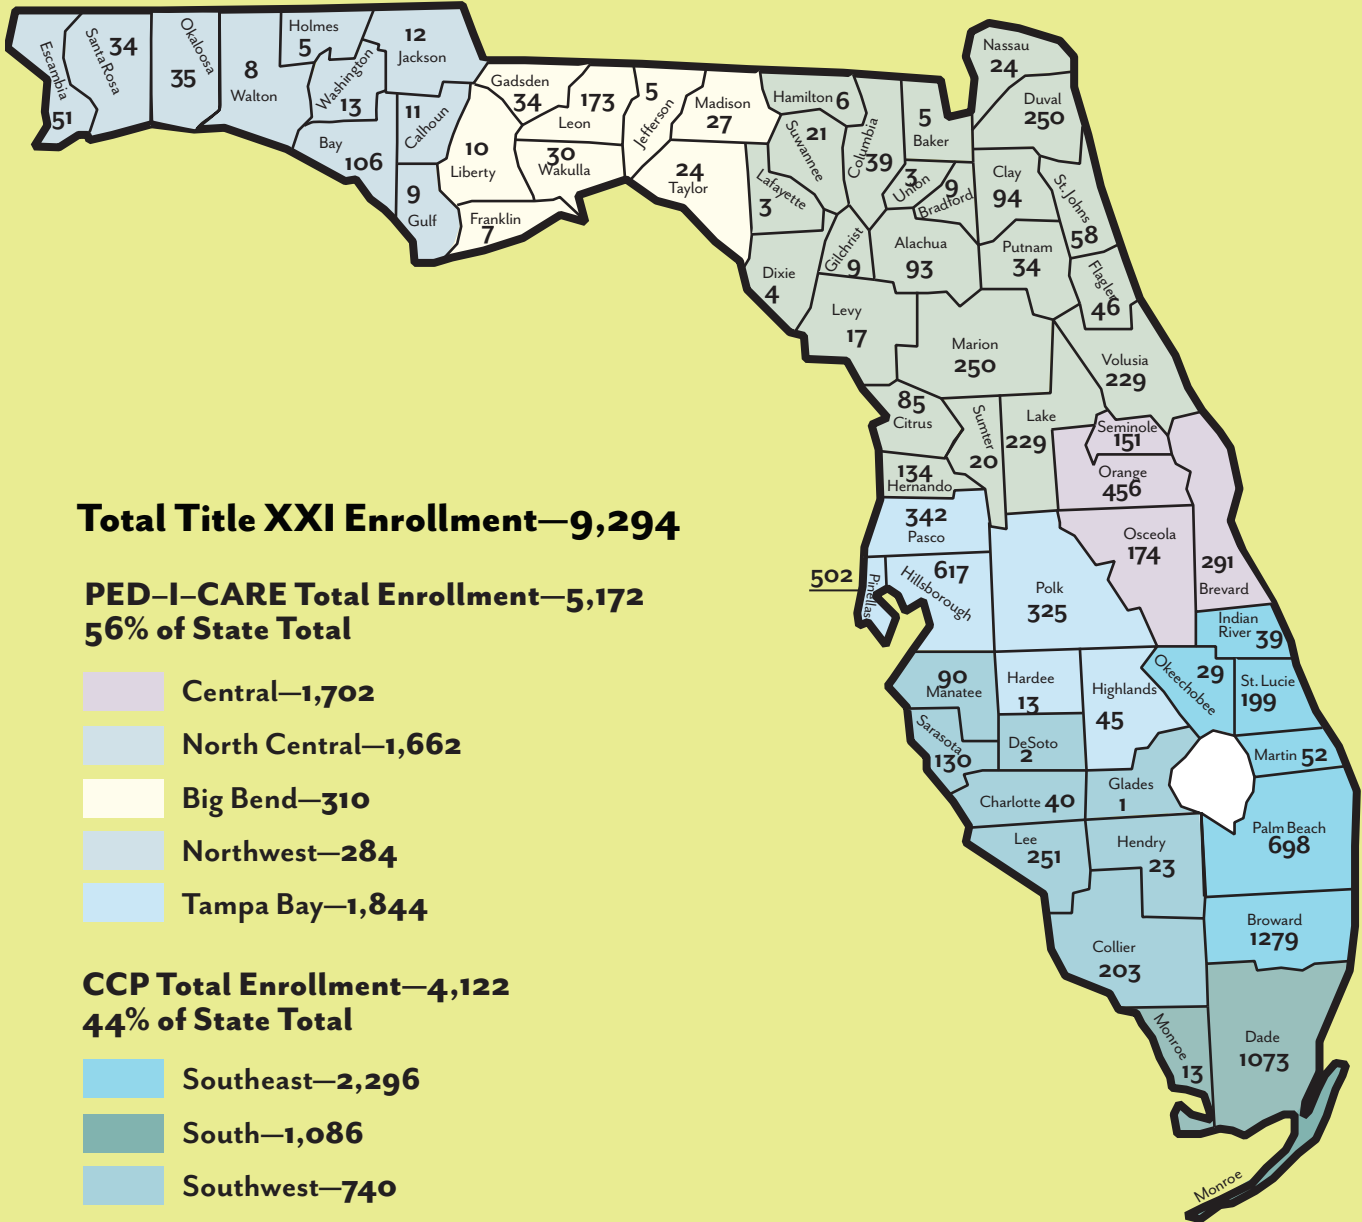 Escambia
51
Santa Rosa
34
Okaloosa
35
8
Walton
Holmes
5
Washington
13
12
Jackson
Bay
106
11
Calhoun
9
Gulf
Gadsden
34
10
Liberty
Franklin
7
173
Leon
30
Wakulla
5
Jefferson
Madison
27
24
Taylor
Hamilton 6
21
Suwannee
Lafayette
3
Dixie
4
Columbia
39
5
Baker
Nassau
24
Duval
250
3
Union
9
Bradford
Clay
94
St. Johns
58
Gilchrist
9
Alachua
93
Putnam
34
Flagler
46
Levy
17
Marion
250
Volusia
229
85
Citrus
Sumter
20
Lake
229
Seminole
151
Orange
456
134
Hernando
342
Pasco
Osceola
174
291
Brevard
502
Pinellas
617
Hillsborough
Polk
325
Indian
River 39
90
Manatee
Hardee
13
Highlands
45
29
Okeechobee
St. Lucie
199
Sarasota
130
DeSoto
2
Martin 52
Charlotte 40
Glades
1
Palm Beach
698
Lee
251
Hendry
23
Broward
1279
Collier
203
Monroe
13
Dade
1073
Monroe
Total Title XXI Enrollment—9,294
PED–I–CARE Total Enrollment—5,172
56% of State Total
Central—1,702
North Central—1,662
Big Bend—310
Northwest—284
Tampa Bay—1,844
CCP Total Enrollment—4,122
44% of State Total
Southeast—2,296
South—1,086
Southwest—740